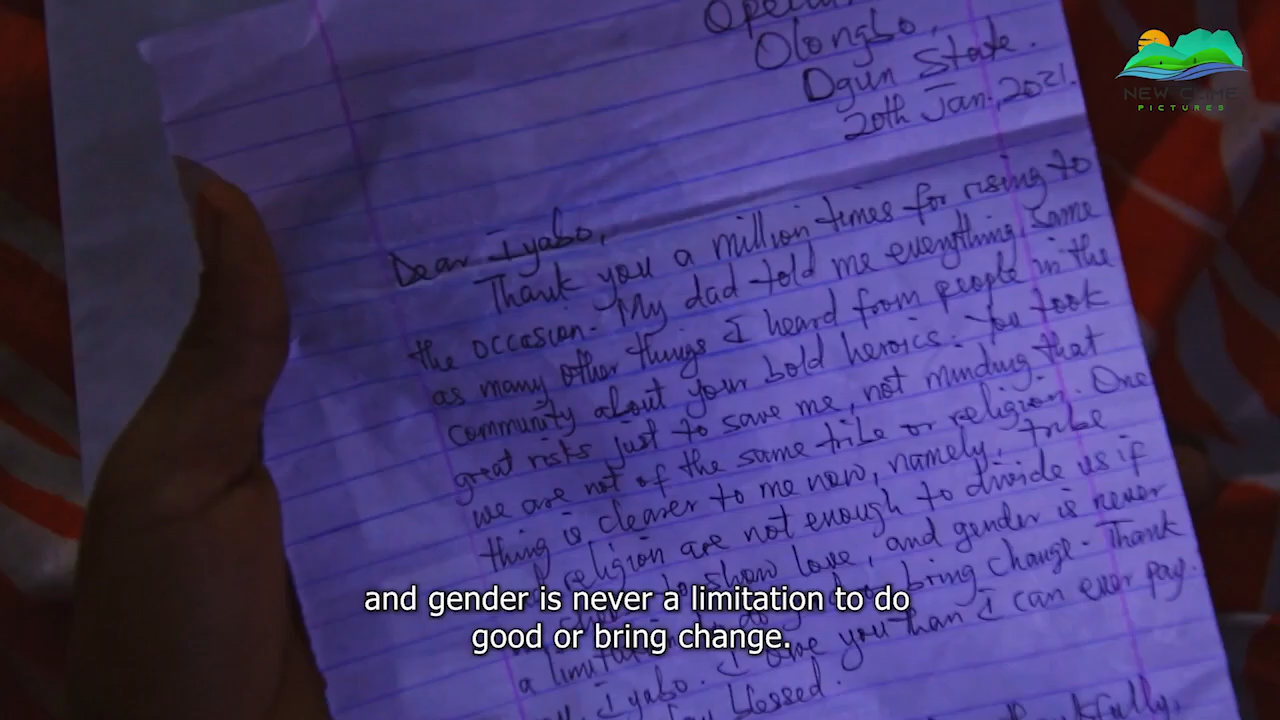 Olongbo,
Ogun State.
20th Jan., 2021.
NEW CLIME
PICTURES
Dear Iyabo,
Thank you a million times for rising to
the occasion. My dad told me everything, same
as many other things I heard from people in the
community about your bold heroics. You took
great risks just to save me, not minding that
we are not of the same tribe or religion. One
thing is clearer to me now, namely, tribe
religion are not enough to divide us if
show love, and gender is never
a bring change. Thank
Iyabo. I owe you than I can ever pay.
blessed.
and gender is never a limitation to do
good or bring change.